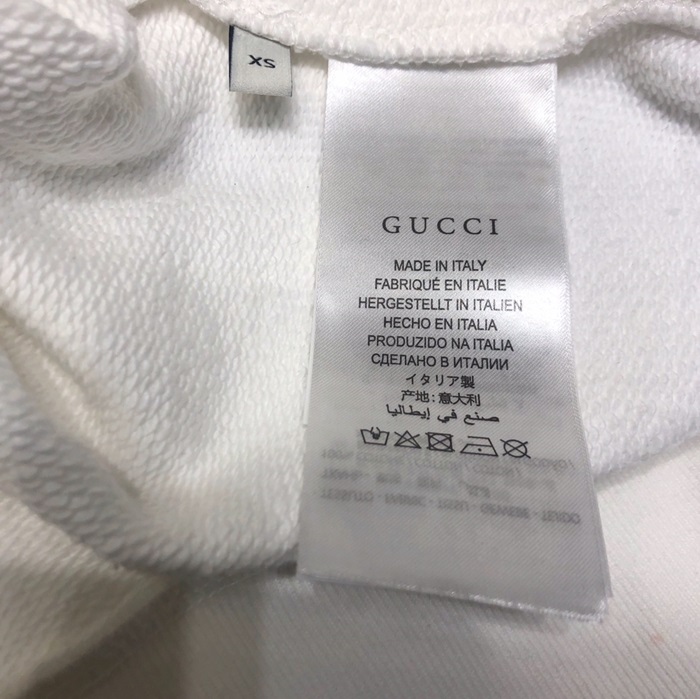 XS
GUCCI
MADE IN ITALY
FABRIQUÉ EN ITALIE
HERGESTELLT IN ITALIEN
HECHO EN ITALIA
PRODUZIDO NA ITALIA
СДЕЛАНО В ИТАЛИИ
イタリア製
产地: 意大利
صنع في إيطاليا